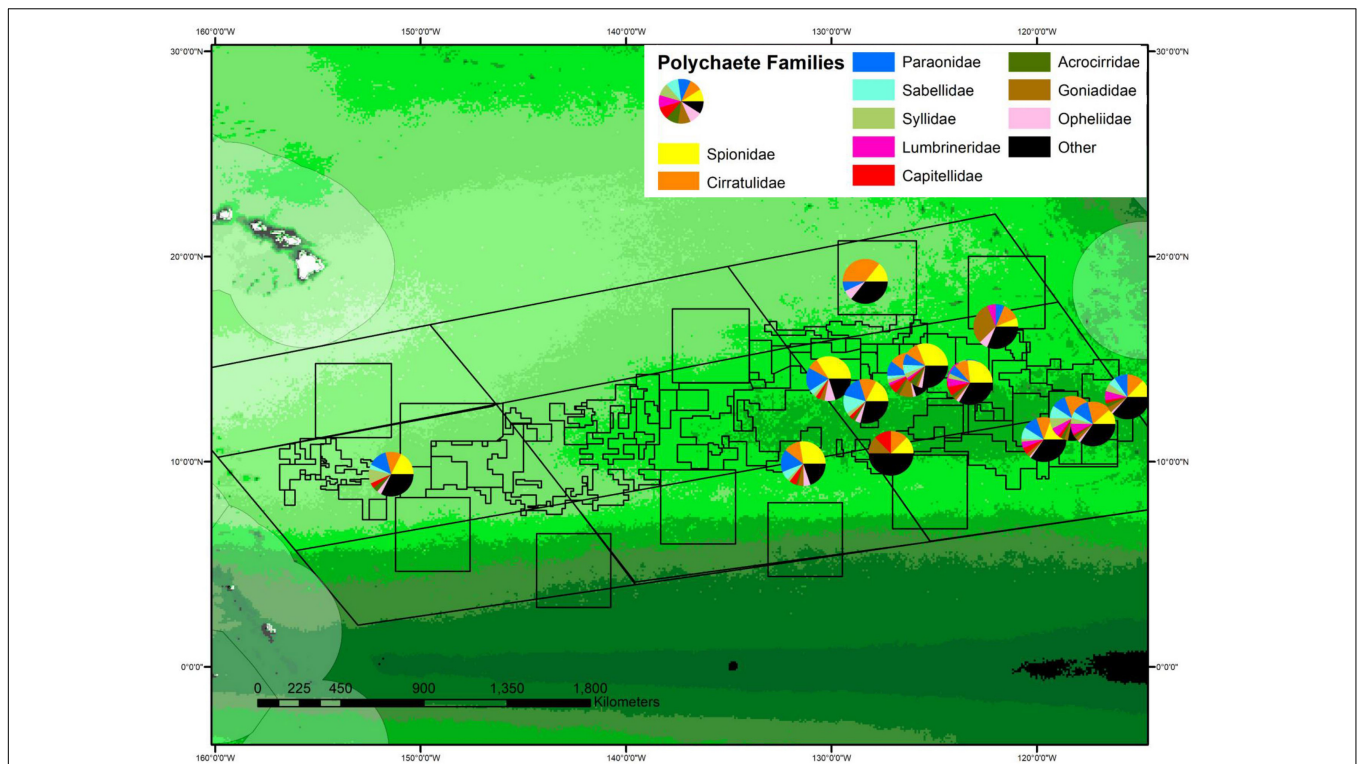 160°0'0"W 150°0'0"W 140°0'0"W 130°0'0"W 120°0'0"W
30°0'0"N 30°0'0"N
Polychaete Families
Spionidae
Cirratulidae
Paraonidae
Sabellidae
Syllidae
Lumbrineridae
Capitellidae
Acrocirridae
Goniadidae
Opheliidae
Other
20°0'0"N 20°0'0"N
10°0'0"N 10°0'0"N
0°0'0" 0°0'0"
0 225 450 900 1,350 1,800
Kilometers
160°0'0"W 150°0'0"W 140°0'0"W 130°0'0"W 120°0'0"W